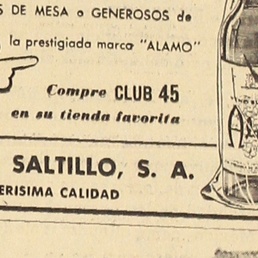 S DE MESA o GENEROSOS de
la prestigiada marca "ALAMO"
Compre CLUB 45
en su tienda favorita
SALTILLO, S. A.
ERISIMA CALIDAD